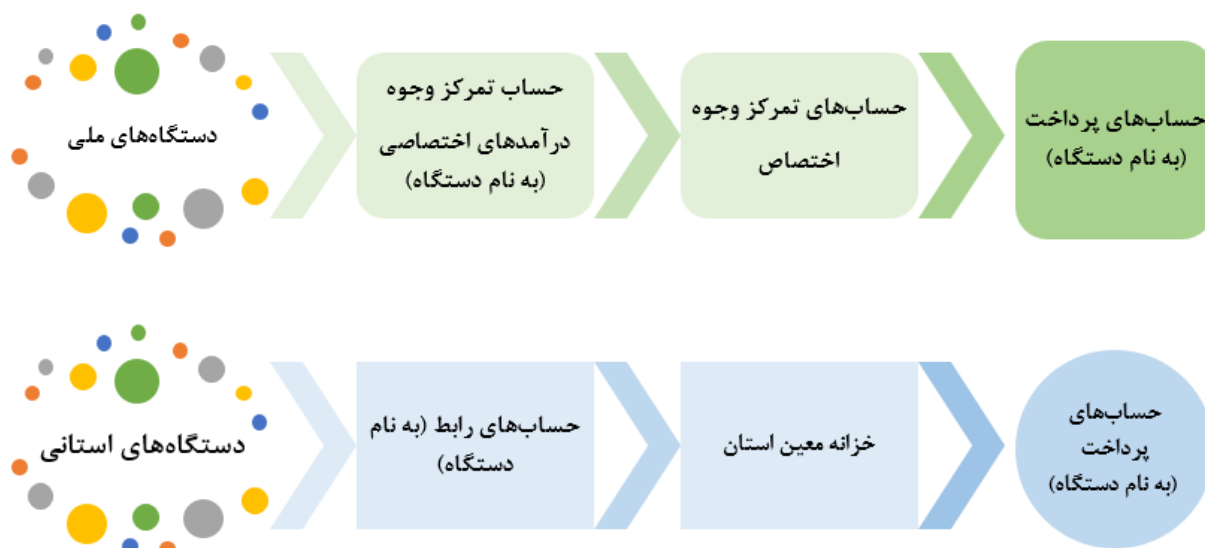 دستگاه‌های ملی
حساب تمرکز وجوه
درآمدهای اختصاصی
(به نام دستگاه)
حساب‌های تمرکز وجوه
اختصاص
حساب‌های پرداخت
(به نام دستگاه)
دستگاه‌های استانی
حساب‌های رابط (به نام
دستگاه)
خزانه معین استان
حساب‌های
پرداخت
(به نام دستگاه)